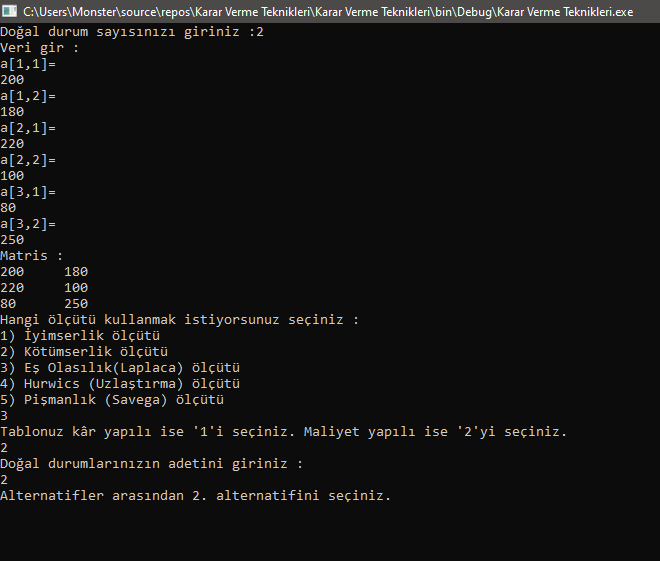 C:\Users\Monster\source\repos\Karar Verme Teknikleri\Karar Verme Teknikleri\bin\Debug\Karar Verme Teknikleri.exe
Doğal durum sayısınızı giriniz :2
Veri gir :
a[1,1]=
200
a[1,2]=
180
a[2,1]=
220
a[2,2]=
100
a[3,1]=
80
a[3,2]=
250
Matris :
200 180
220 100
80 250
Hangi ölçütü kullanmak istiyorsunuz seçiniz :
1) İyimserlik ölçütü
2) Kötümserlik ölçütü
3) Eş Olasılık(Laplaca) ölçütü
4) Hurwics (Uzlaştırma) ölçütü
5) Pişmanlık (Savega) ölçütü
3
Tablonuz kâr yapılı ise '1'i seçiniz. Maliyet yapılı ise '2'yi seçiniz.
2
Doğal durumlarınızın adetini giriniz :
2
Alternatifler arasından 2. alternatifini seçiniz.